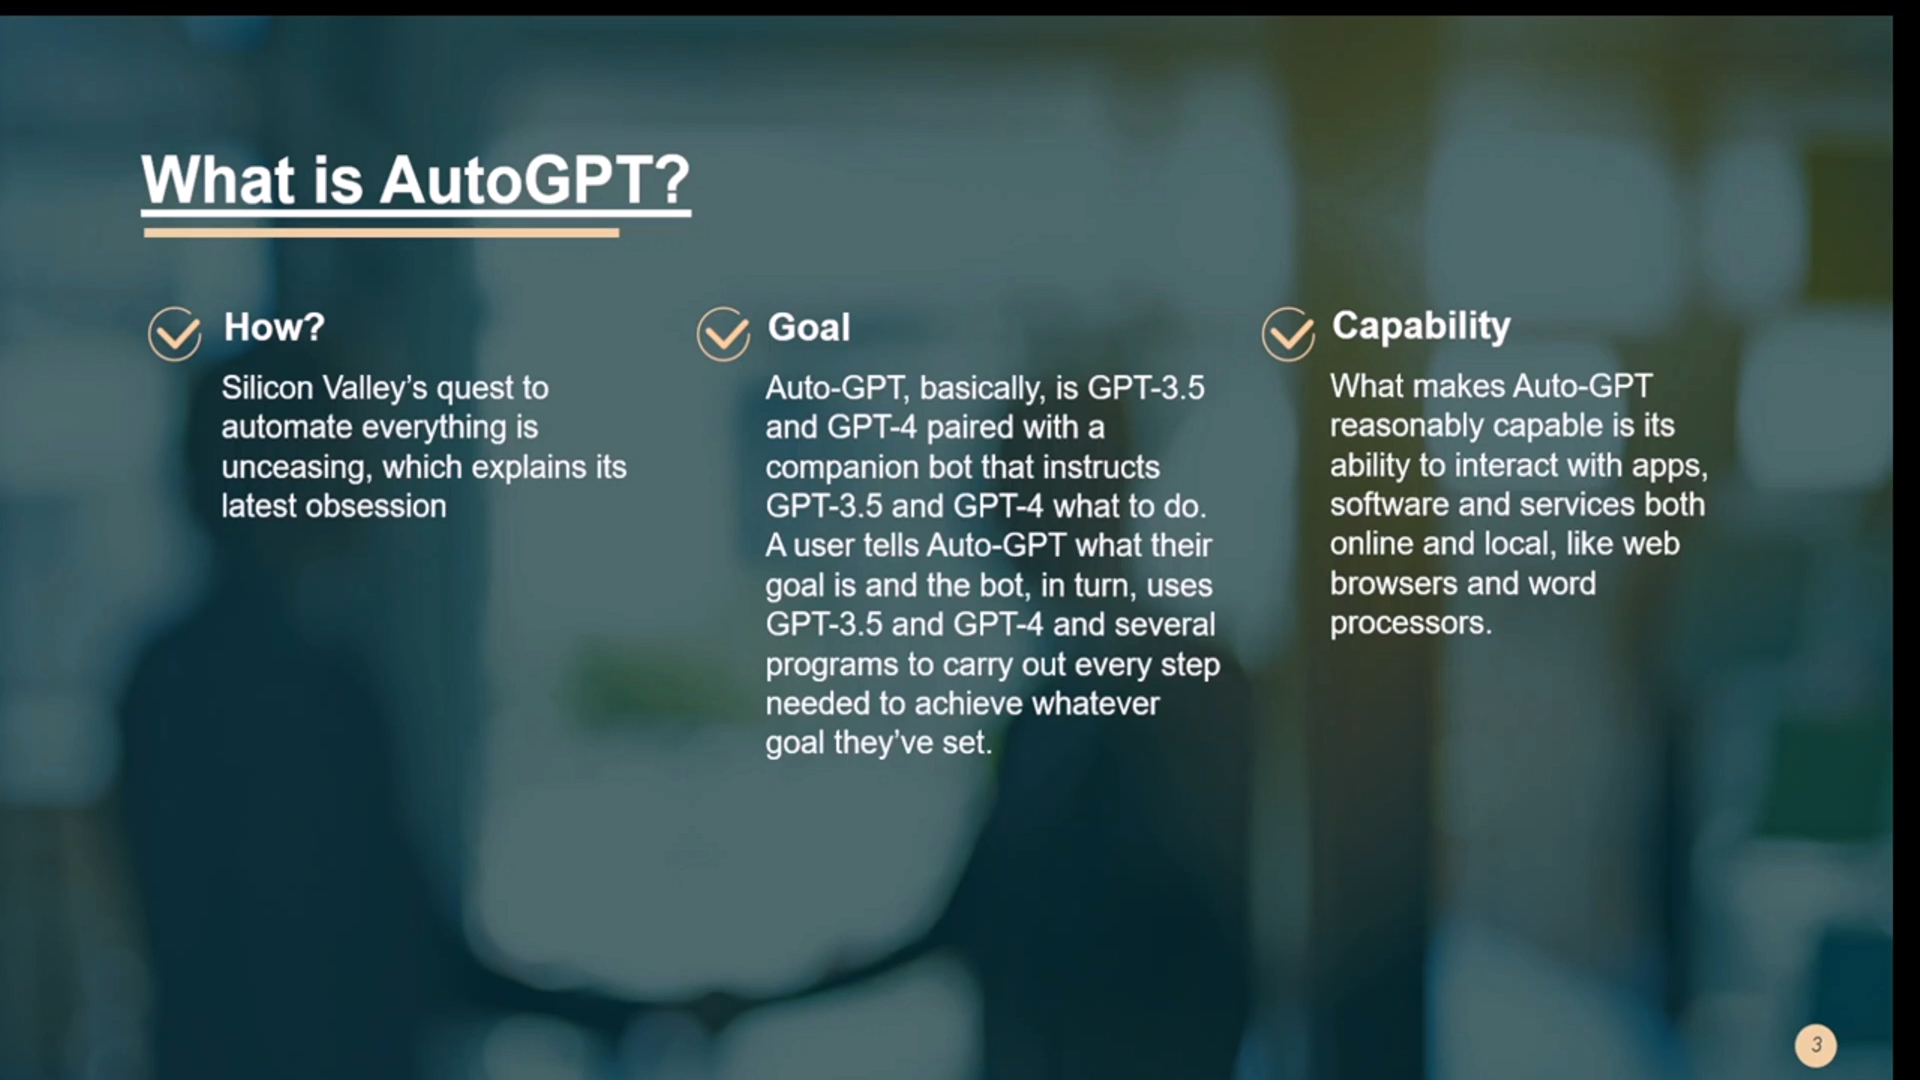 What is AutoGPT?
How?
Silicon Valley’s quest to
automate everything is
unceasing, which explains its
latest obsession
Goal
Auto-GPT, basically, is GPT-3.5
and GPT-4 paired with a
companion bot that instructs
GPT-3.5 and GPT-4 what to do.
A user tells Auto-GPT what their
goal is and the bot, in turn, uses
GPT-3.5 and GPT-4 and several
programs to carry out every step
needed to achieve whatever
goal they’ve set.
Capability
What makes Auto-GPT
reasonably capable is its
ability to interact with apps,
software and services both
online and local, like web
browsers and word
processors.
3